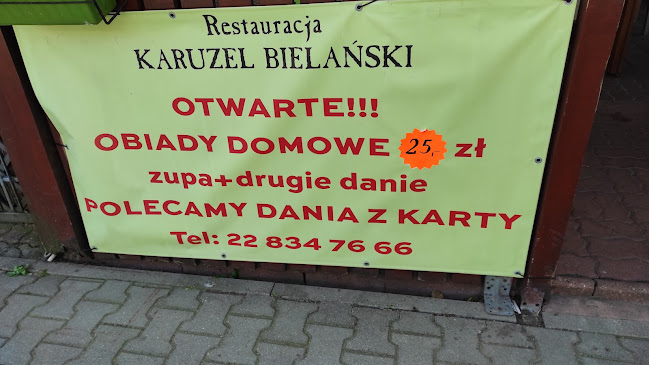 Restauracja
KARUZEL BIELAŃSKI
OTWARTE!!!
OBIADY DOMOWE 25,- zł
zupa+drugie danie
POLECAMY DANIA Z KARTY
Tel: 22 834 76 66